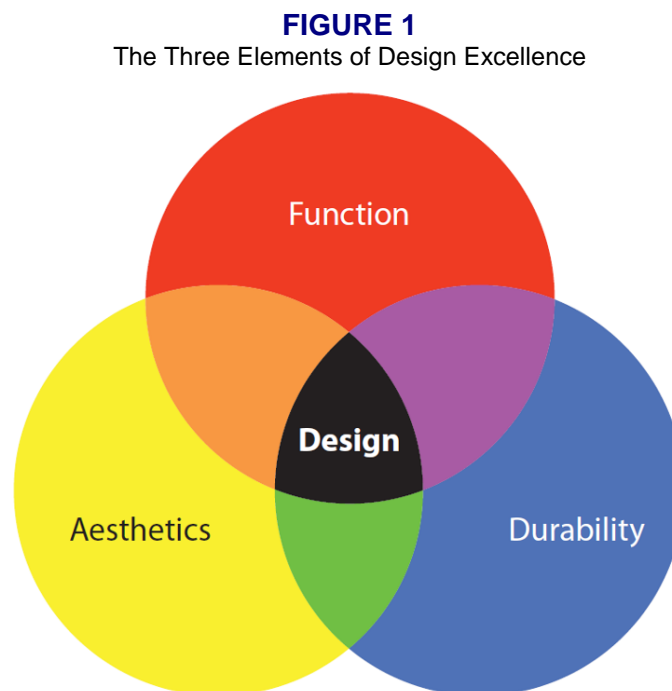 FIGURE 1
The Three Elements of Design Excellence
Function
Design
Aesthetics
Durability